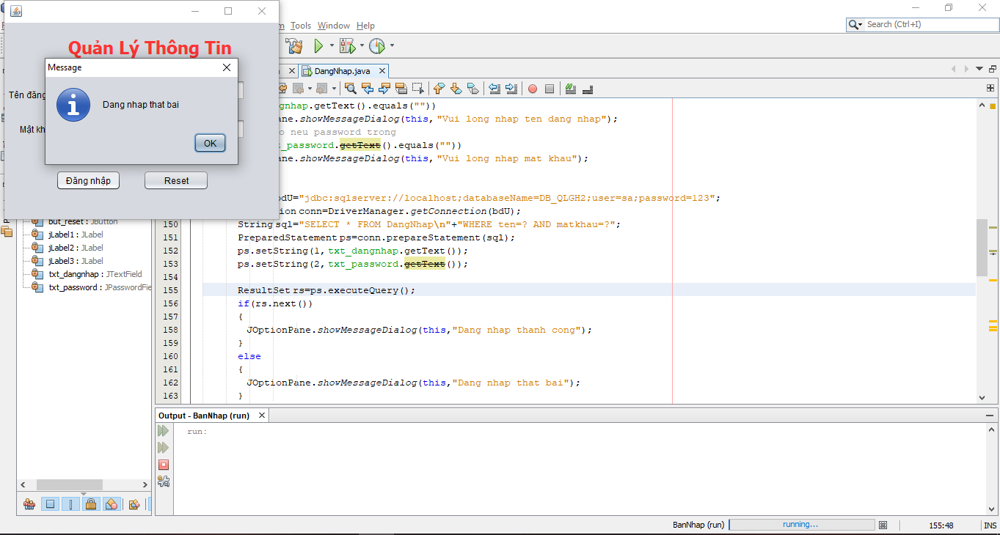 Tools Window Help
Search (Ctrl+I)
Quản Lý Thông Tin
Message
Dang nhap that bai
OK
Tên đăng
Mật kh
Đăng nhập Reset
DangNhap.java
ngnhap.getText().equals(""))
ane.showMessageDialog(this,"Vui long nhap ten dang nhap");
o neu password trong
t_password.getText().equals(""))
ane.showMessageDialog(this,"Vui long nhap mat khau");
bdU="jdbc:sqlserver://localhost;databaseName=DB_QLGH2;user=sa;password=123";
ion conn=DriverManager.getConnection(bdU);
150 String sql="SELECT * FROM DangNhap\n"+"WHERE ten=? AND matkhau=?";
151 PreparedStatement ps=conn.prepareStatement(sql);
152 ps.setString(1,txt_dangnhap.getText());
153 ps.setString(2,txt_password.getText());
154
155 ResultSet rs=ps.executeQuery();
156 if(rs.next())
157 {
158 JOptionPane.showMessageDialog(this,"Dang nhap thanh cong");
159 }
160 else
161 {
162 JOptionPane.showMessageDialog(this,"Dang nhap that bai");
163 }
but_reset : JButton
jLabel1 : JLabel
jLabel2 : JLabel
jLabel3 : JLabel
txt_dangnhap : JTextField
txt_password : JPasswordFie
Output - BanNhap (run)
run:
BanNhap (run) running... 155:48 INS